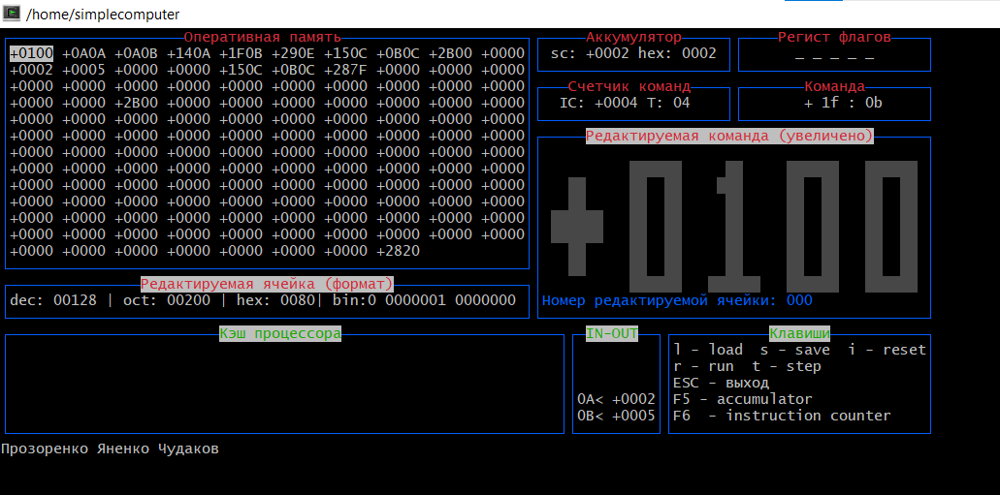 /home/simplecomputer
Оперативная память
+0100 +0A0A +0A0B +140A +1F0B +290E +150C +0B0C +2B00 +0000
+0002 +0005 +0000 +0000 +150C +0B0C +287F +0000 +0000 +0000
+0000 +0000 +0000 +0000 +0000 +0000 +0000 +0000 +0000 +0000
+0000 +0000 +2B00 +0000 +0000 +0000 +0000 +0000 +0000 +0000
+0000 +0000 +0000 +0000 +0000 +0000 +0000 +0000 +0000 +0000
+0000 +0000 +0000 +0000 +0000 +0000 +0000 +0000 +0000 +0000
+0000 +0000 +0000 +0000 +0000 +0000 +0000 +0000 +0000 +0000
+0000 +0000 +0000 +0000 +0000 +0000 +0000 +0000 +0000 +0000
+0000 +0000 +0000 +0000 +0000 +0000 +0000 +0000 +0000 +0000
+0000 +0000 +0000 +0000 +0000 +0000 +0000 +0000 +0000 +0000
+0000 +0000 +0000 +0000 +0000 +0000 +0000 +0000 +0000 +0000
+0000 +0000 +0000 +0000 +0000 +0000 +0000 +0000 +0000 +0000
+0000 +0000 +0000 +0000 +0000 +0000 +0000 +2820
Аккумулятор
sc: +0002 hex: 0002
Регист флагов
_ _ _ _ _
Счетчик команд
IC: +0004 T: 04
Команда
+ 1f : 0b
Редактируемая команда (увеличено)
+0100
Номер редактируемой ячейки: 000
Редактируемая ячейка (формат)
dec: 00128 | oct: 00200 | hex: 0080| bin:0 0000001 0000000
Кэш процессора
IN-OUT
0A< +0002
0B< +0005
Клавиши
l - load s - save i - reset
r - run t - step
ESC - выход
F5 - accumulator
F6 - instruction counter
Прозоренко Яненко Чудаков